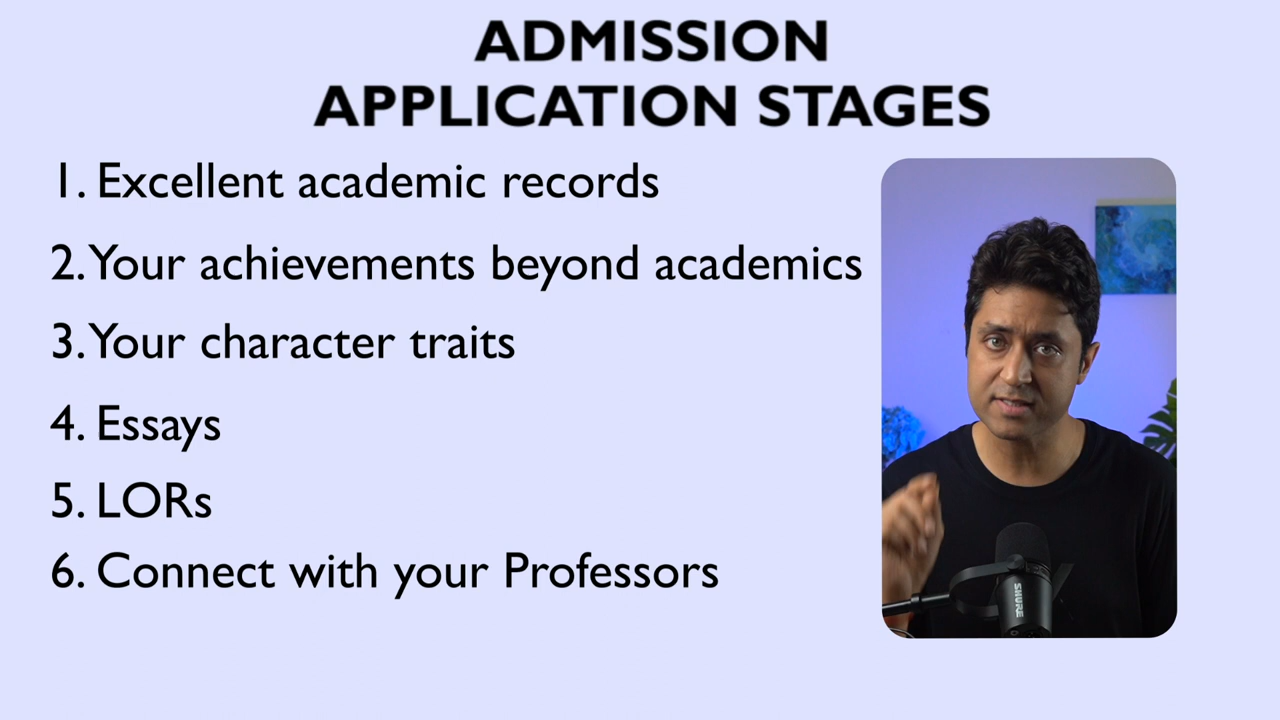 ADMISSION
APPLICATION STAGES
1. Excellent academic records
2. Your achievements beyond academics
3. Your character traits
4. Essays
5. LORs
6. Connect with your Professors
SHURE